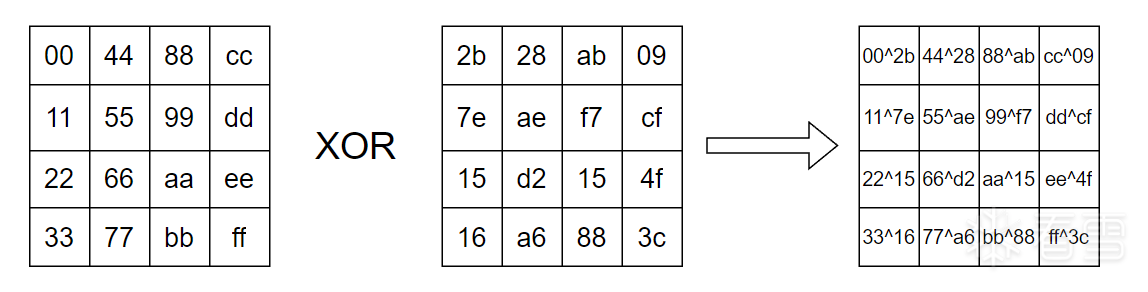 00 44 88 cc
11 55 99 dd
22 66 aa ee
33 77 bb ff
XOR
2b 28 ab 09
7e ae f7 cf
15 d2 15 4f
16 a6 88 3c
00^2b 44^28 88^ab cc^09
11^7e 55^ae 99^f7 dd^cf
22^15 66^d2 aa^15 ee^4f
33^16 77^a6 bb^88 ff^3c
看雪